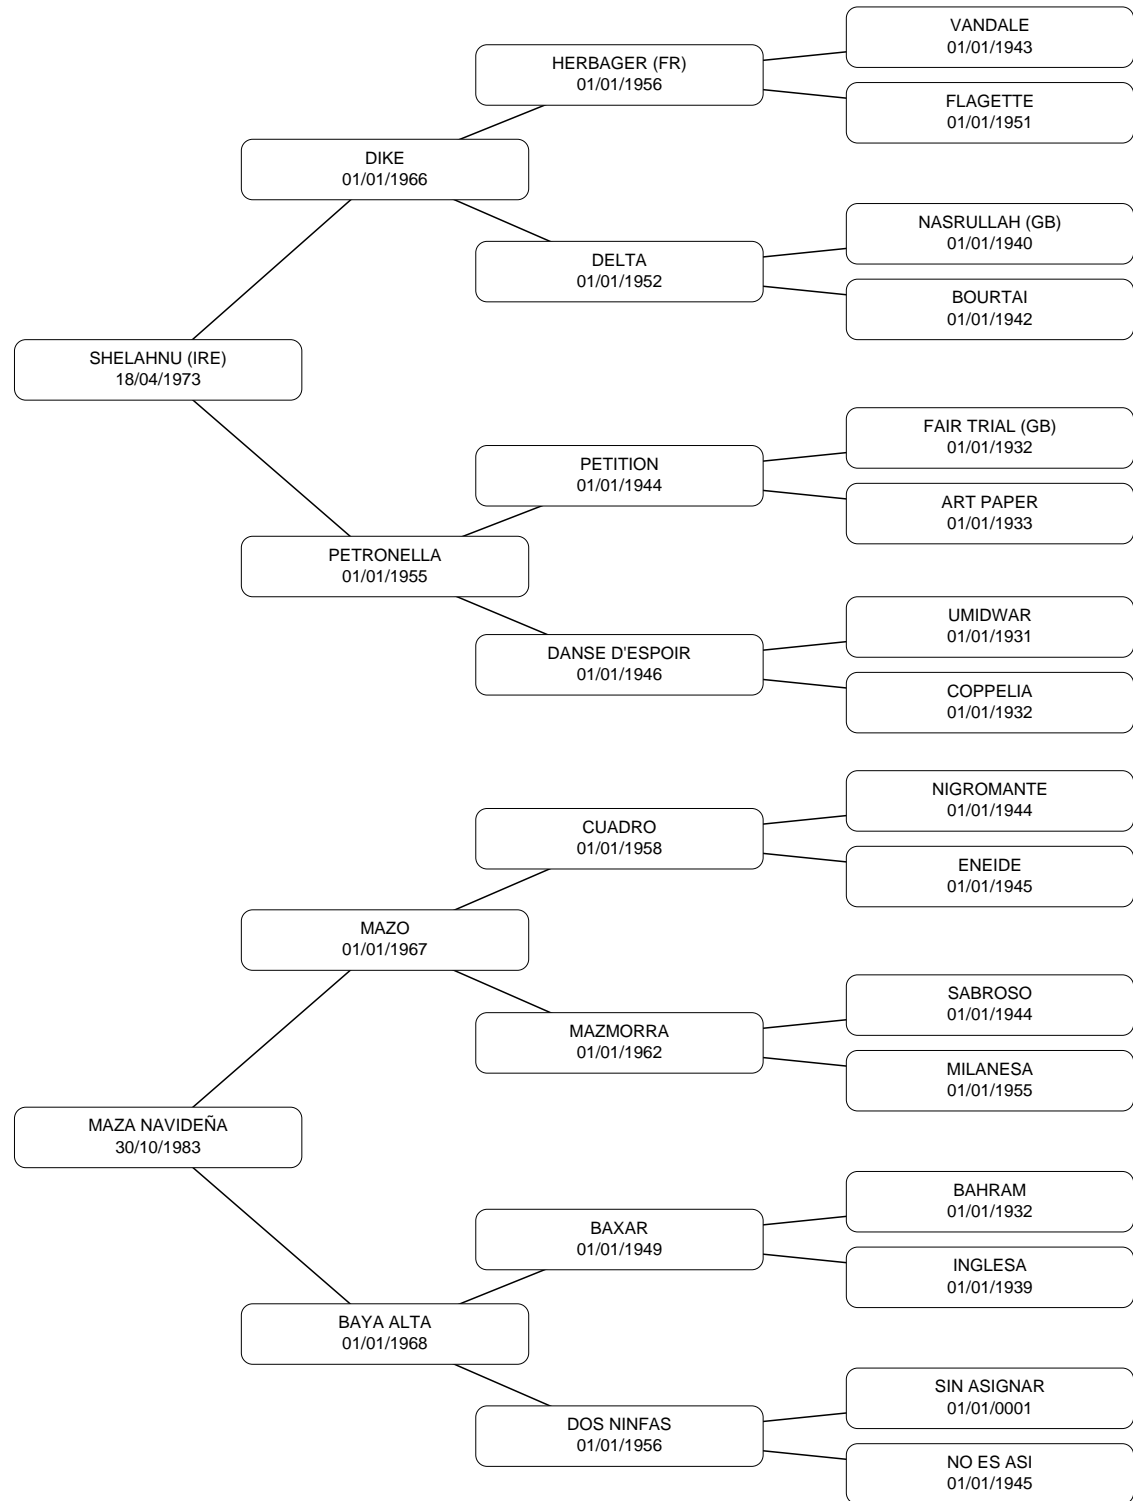 VANDALE
01/01/1943
HERBAGER (FR)
01/01/1956
FLAGETTE
01/01/1951
DIKE
01/01/1966
NASRULLAH (GB)
01/01/1940
DELTA
01/01/1952
BOURTAI
01/01/1942
SHELAHNU (IRE)
18/04/1973
FAIR TRIAL (GB)
01/01/1932
PETITION
01/01/1944
ART PAPER
01/01/1933
PETRONELLA
01/01/1955
UMIDWAR
01/01/1931
DANSE D'ESPOIR
01/01/1946
COPPELIA
01/01/1932
NIGROMANTE
01/01/1944
CUADRO
01/01/1958
ENEIDE
01/01/1945
MAZO
01/01/1967
SABROSO
01/01/1944
MAZMORRA
01/01/1962
MILANESA
01/01/1955
MAZA NAVIDEÑA
30/10/1983
BAHRAM
01/01/1932
BAXAR
01/01/1949
INGLESA
01/01/1939
BAYA ALTA
01/01/1968
SIN ASIGNAR
01/01/0001
DOS NINFAS
01/01/1956
NO ES ASI
01/01/1945